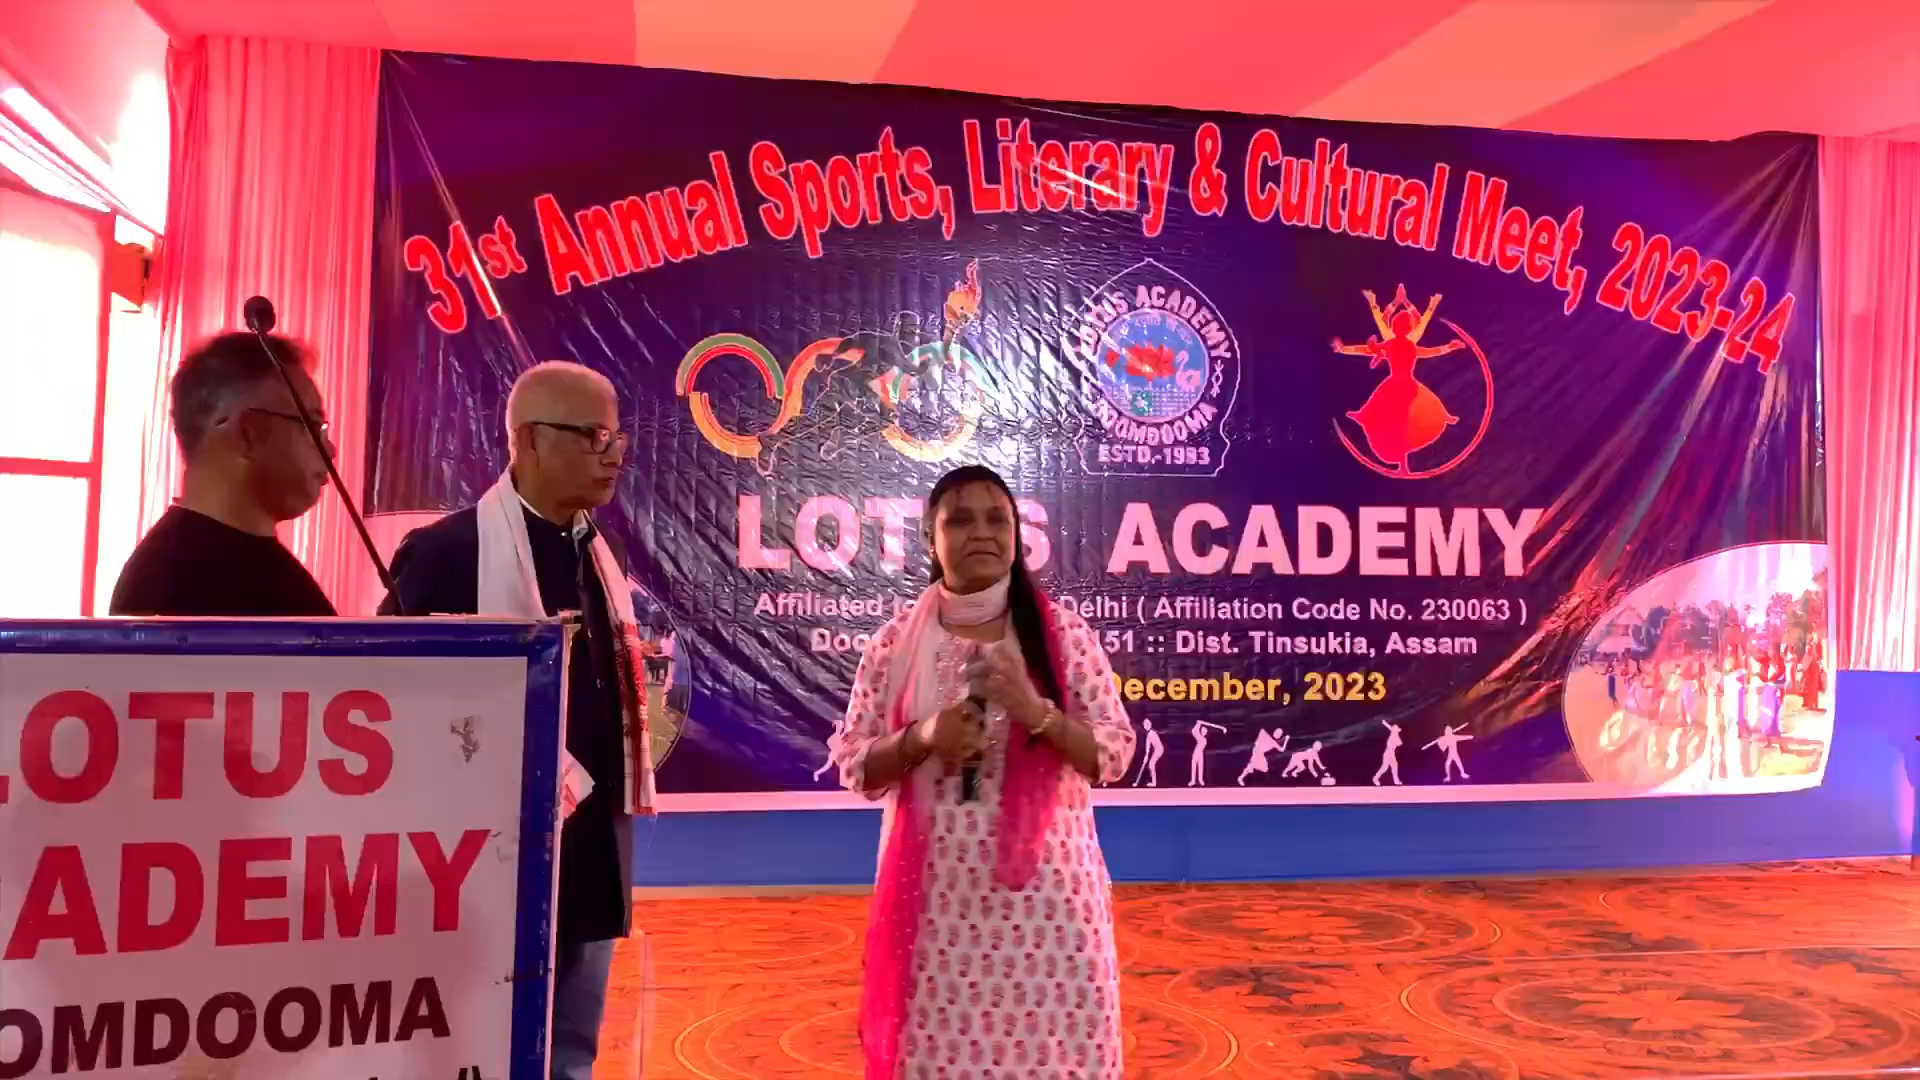 31st Annual Sports, Literary & Cultural Meet, 2023-24
LOTUS ACADEMY
DOOMDOOMA
ESTD.-1993
LOTUS ACADEMY
Affiliated Delhi ( Affiliation Code No. 230063 )
151 :: Dist. Tinsukia, Assam
December, 2023
LOTUS
ADEMY
OMDOOMA